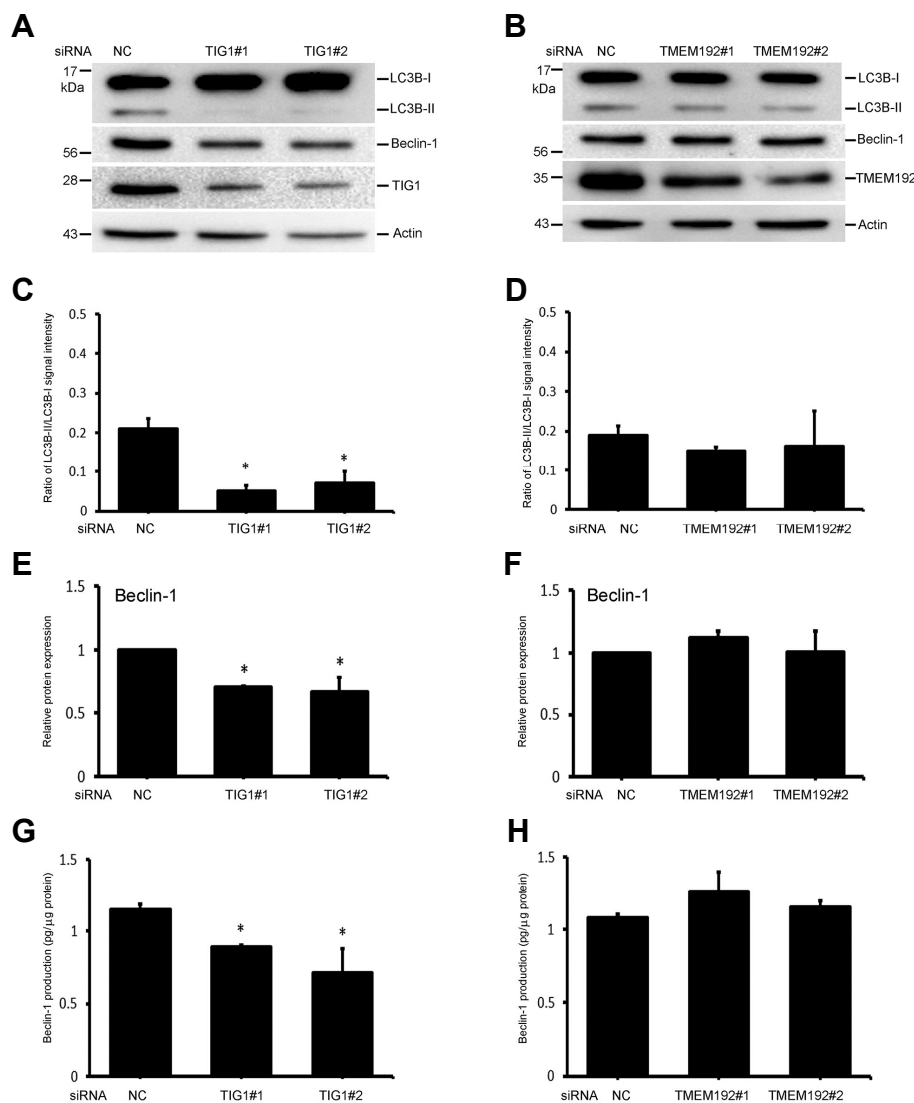 A
siRNA NC TIG1#1 TIG1#2
17
kDa
LC3B-I
LC3B-II
Beclin-1
56
28
TIG1
43
Actin
B
siRNA NC TMEM192#1 TMEM192#2
17
kDa
LC3B-I
LC3B-II
Beclin-1
56
35
TMEM192
43
Actin
C
Ratio of LC3B-II/LC3B-I signal intensity
0.5
0.4
0.3
0.2
0.1
0
* *
siRNA NC TIG1#1 TIG1#2
D
Ratio of LC3B-II/LC3B-I signal intensity
0.5
0.4
0.3
0.2
0.1
0
siRNA NC TMEM192#1 TMEM192#2
E
Beclin-1
Relative protein expression
1.5
1
0.5
0
* *
siRNA NC TIG1#1 TIG1#2
F
Beclin-1
Relative protein expression
1.5
1
0.5
0
siRNA NC TMEM192#1 TMEM192#2
G
Beclin-1 production (pg/μg protein)
1.5
1
0.5
0
* *
siRNA NC TIG1#1 TIG1#2
H
Beclin-1 production (pg/μg protein)
1.5
1
0.5
0
siRNA NC TMEM192#1 TMEM192#2